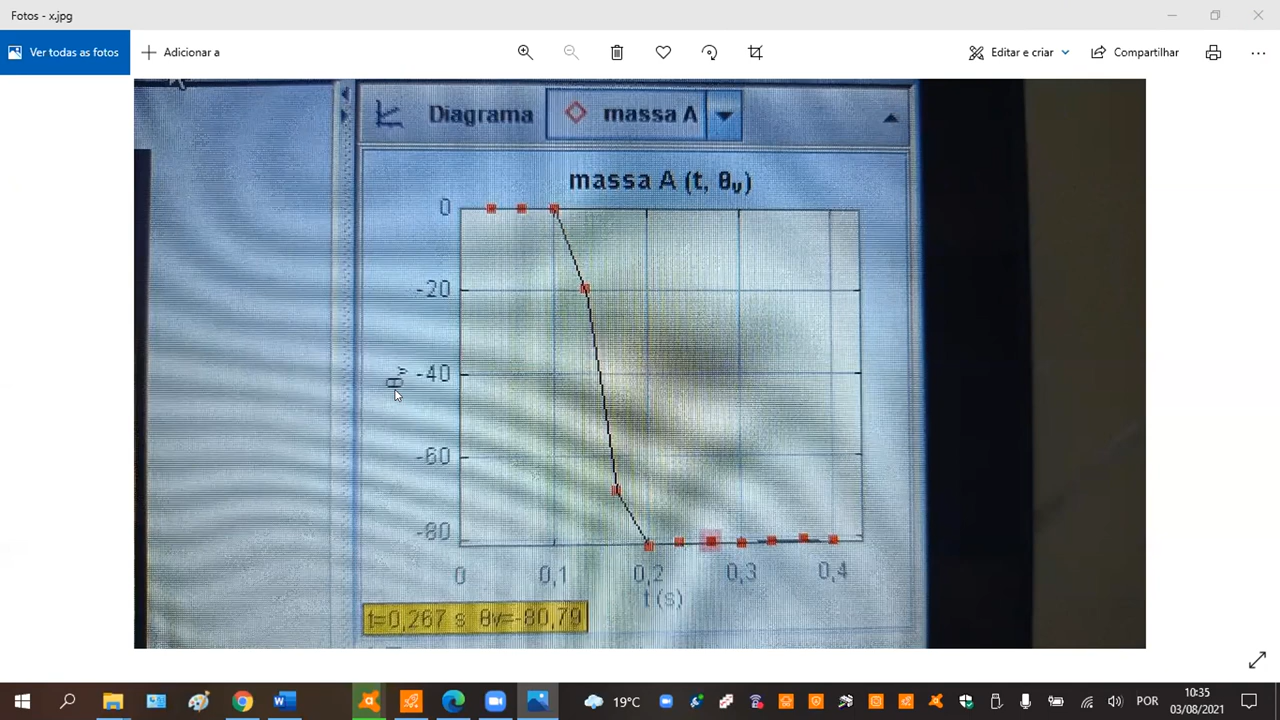 Fotos - x.jpg
Ver todas as fotos
Adicionar a
Editar e criar
Compartilhar
Diagrama
massa A
massa A (t, θv)
0
-20
-40
-60
-80
θv
0
0,1
0,2
0,3
0,4
t (s)
t=0,267 s θv=-80,79
19°C
POR
10:35
03/08/2021